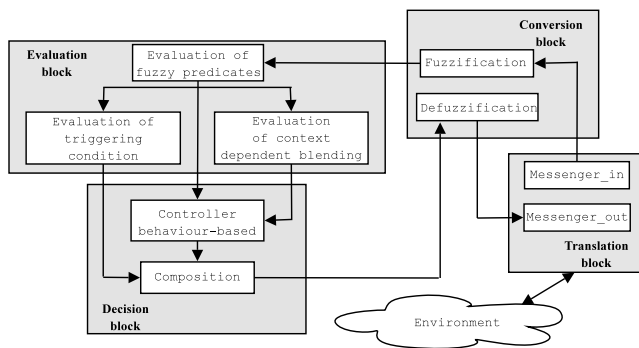 Evaluation
block
Evaluation of
fuzzy predicates
Evaluation of
triggering
condition
Evaluation
of context
dependent blending
Conversion
block
Fuzzification
Defuzzification
Messenger_in
Messenger_out
Translation
block
Controller
behaviour-based
Composition
Decision
block
Environment